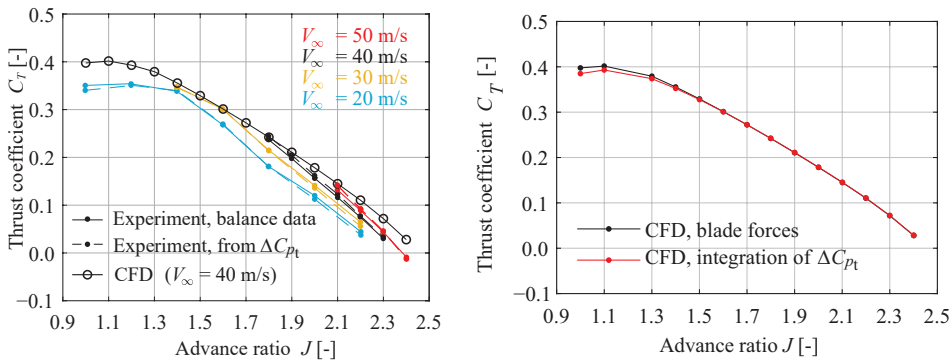 Thrust coefficient C_T [-]
0.5
0.4
0.3
0.2
0.1
0.0
−0.1
V∞ = 50 m/s
V∞ = 40 m/s
V∞ = 30 m/s
V∞ = 20 m/s
Experiment, balance data
Experiment, from ΔC_pt
CFD (V∞ = 40 m/s)
0.9 1.1 1.3 1.5 1.7 1.9 2.1 2.3 2.5
Advance ratio J [-]
Thrust coefficient C_T [-]
0.5
0.4
0.3
0.2
0.1
0.0
−0.1
CFD, blade forces
CFD, integration of ΔC_pt
0.9 1.1 1.3 1.5 1.7 1.9 2.1 2.3 2.5
Advance ratio J [-]